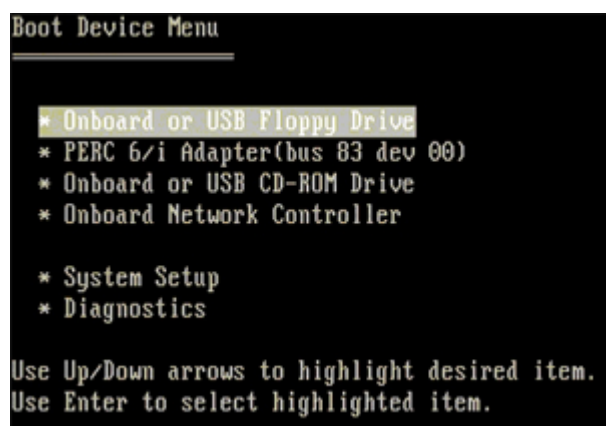 Boot Device Menu
* Onboard or USB Floppy Drive
* PERC 6/i Adapter(bus 83 dev 00)
* Onboard or USB CD-ROM Drive
* Onboard Network Controller
* System Setup
* Diagnostics
Use Up/Down arrows to highlight desired item.
Use Enter to select highlighted item.